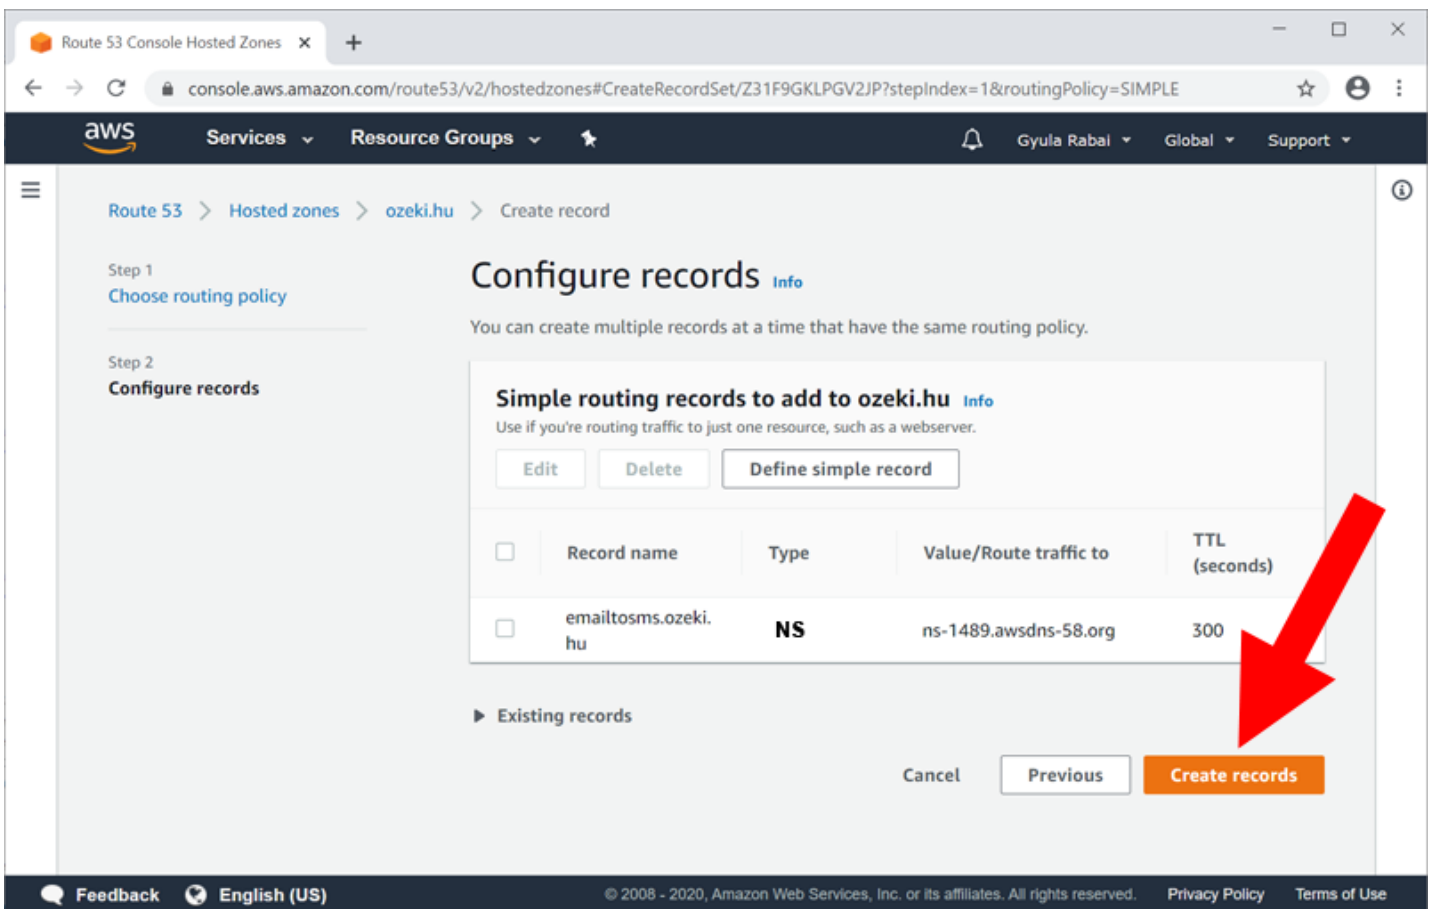 Route 53 Console Hosted Zones
console.aws.amazon.com/route53/v2/hostedzones#CreateRecordSet/Z31F9GKLPGV2JP?stepIndex=1&routingPolicy=SIMPLE
aws Services Resource Groups Gyula Rabai Global Support
Route 53 > Hosted zones > ozeki.hu > Create record
Step 1
Choose routing policy
Step 2
Configure records
Configure records Info
You can create multiple records at a time that have the same routing policy.
Simple routing records to add to ozeki.hu Info
Use if you're routing traffic to just one resource, such as a webserver.
Edit Delete Define simple record
Record name Type Value/Route traffic to TTL
(seconds)
emailtosms.ozeki.
hu NS ns-1489.awsdns-58.org 300
Existing records
Cancel Previous Create records
Feedback English (US) © 2008 - 2020, Amazon Web Services, Inc. or its affiliates. All rights reserved. Privacy Policy Terms of Use